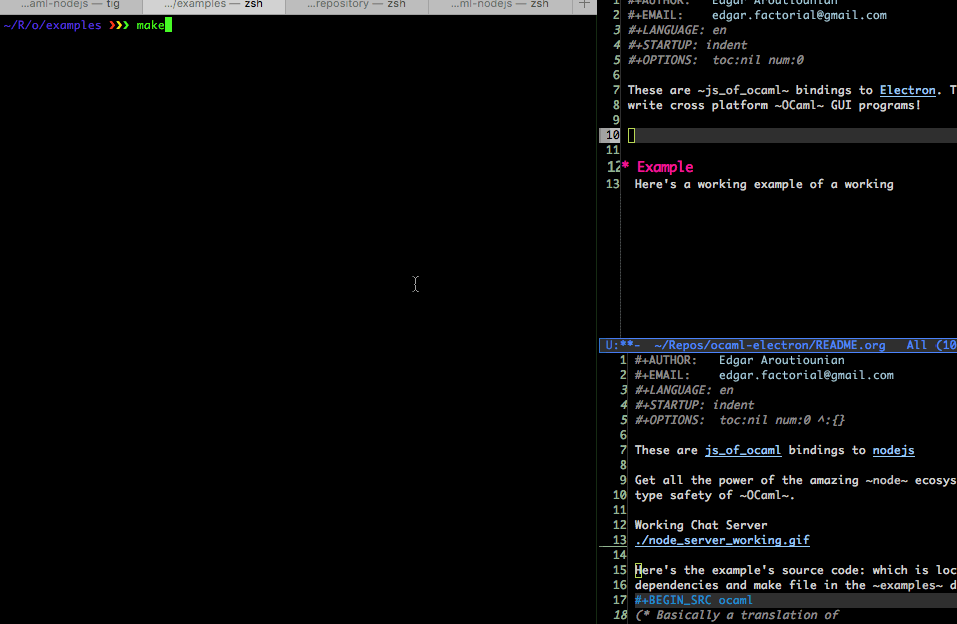 ...aml-nodejs — tig
.../examples — zsh
...repository — zsh
...ml-nodejs — zsh
~/R/o/examples ❯❯❯ make
1 #+AUTHOR: Edgar Aroutiounian
2 #+EMAIL: edgar.factorial@gmail.com
3 #+LANGUAGE: en
4 #+STARTUP: indent
5 #+OPTIONS: toc:nil num:0
6
7 These are ~js_of_ocaml~ bindings to Electron. T
8 write cross platform ~OCaml~ GUI programs!
9
10
11
12 * Example
13 Here's a working example of a working
U:**- ~/Repos/ocaml-electron/README.org All (10
1 #+AUTHOR: Edgar Aroutiounian
2 #+EMAIL: edgar.factorial@gmail.com
3 #+LANGUAGE: en
4 #+STARTUP: indent
5 #+OPTIONS: toc:nil num:0 ^:{}
6
7 These are js_of_ocaml bindings to nodejs
8
9 Get all the power of the amazing ~node~ ecosys
10 type safety of ~OCaml~.
11
12 Working Chat Server
13 ./node_server_working.gif
14
15 Here's the example's source code: which is loc
16 dependencies and make file in the ~examples~ d
17 #+BEGIN_SRC ocaml
18 (* Basically a translation of